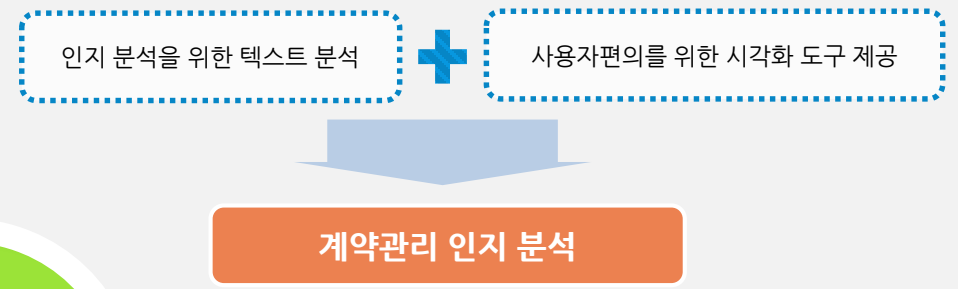 인지 분석을 위한 텍스트 분석
사용자편의를 위한 시각화 도구 제공
계약관리 인지 분석